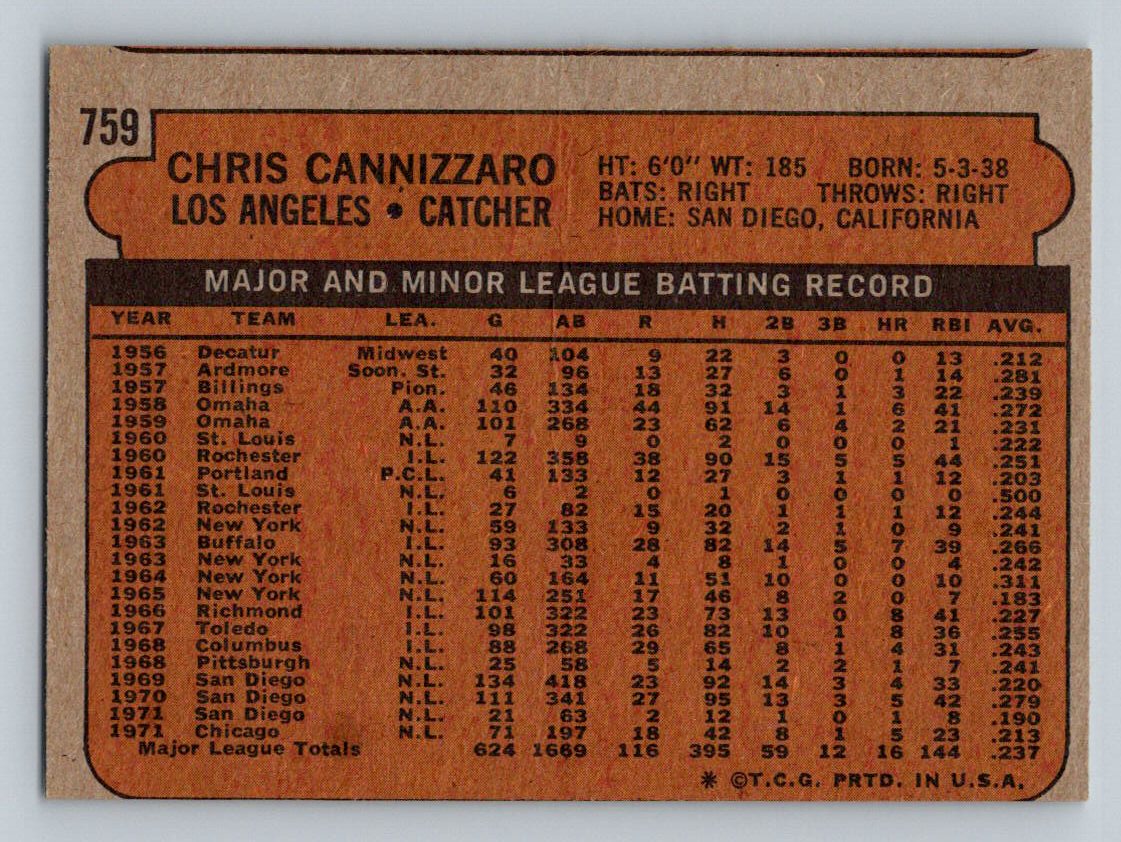 759
CHRIS CANNIZZARO
LOS ANGELES • CATCHER
HT: 6'0" WT: 185 BORN: 5-3-38
BATS: RIGHT THROWS: RIGHT
HOME: SAN DIEGO, CALIFORNIA
MAJOR AND MINOR LEAGUE BATTING RECORD
YEAR TEAM LEA. G AB R H 2B 3B HR RBI AVG.
1956 Decatur Midwest 40 104 9 22 3 0 0 13 .212
1957 Ardmore Soon. St. 32 96 13 27 6 0 1 14 .281
1957 Billings Pion. 46 134 18 32 3 1 3 22 .239
1958 Omaha A.A. 110 334 44 91 14 1 6 41 .272
1959 Omaha A.A. 101 268 23 62 6 4 2 21 .231
1960 St. Louis N.L. 7 9 0 2 0 0 0 1 .222
1960 Rochester I.L. 122 358 38 90 15 5 5 44 .251
1961 Portland P.C.L. 41 133 12 27 3 1 1 12 .203
1961 St. Louis N.L. 6 2 0 1 0 0 0 0 .500
1962 Rochester I.L. 27 82 15 20 1 1 1 12 .244
1962 New York N.L. 59 133 9 32 2 1 0 9 .241
1963 Buffalo I.L. 93 308 28 82 14 5 7 39 .266
1963 New York N.L. 16 33 4 8 1 0 0 4 .242
1964 New York N.L. 60 164 11 51 10 0 0 10 .311
1965 New York N.L. 114 251 17 46 8 2 0 7 .183
1966 Richmond I.L. 101 322 23 73 13 0 8 41 .227
1967 Toledo I.L. 98 322 26 82 10 1 8 36 .255
1968 Columbus I.L. 88 268 29 65 8 1 4 31 .243
1968 Pittsburgh N.L. 25 58 5 14 2 2 1 7 .241
1969 San Diego N.L. 134 418 23 92 14 3 4 33 .220
1970 San Diego N.L. 111 341 27 95 13 3 5 42 .279
1971 San Diego N.L. 21 63 2 12 1 0 1 8 .190
1971 Chicago N.L. 71 197 18 42 8 1 5 23 .213
Major League Totals 624 1669 116 395 59 12 16 144 .237
* ©T.C.G. PRTD. IN U.S.A.